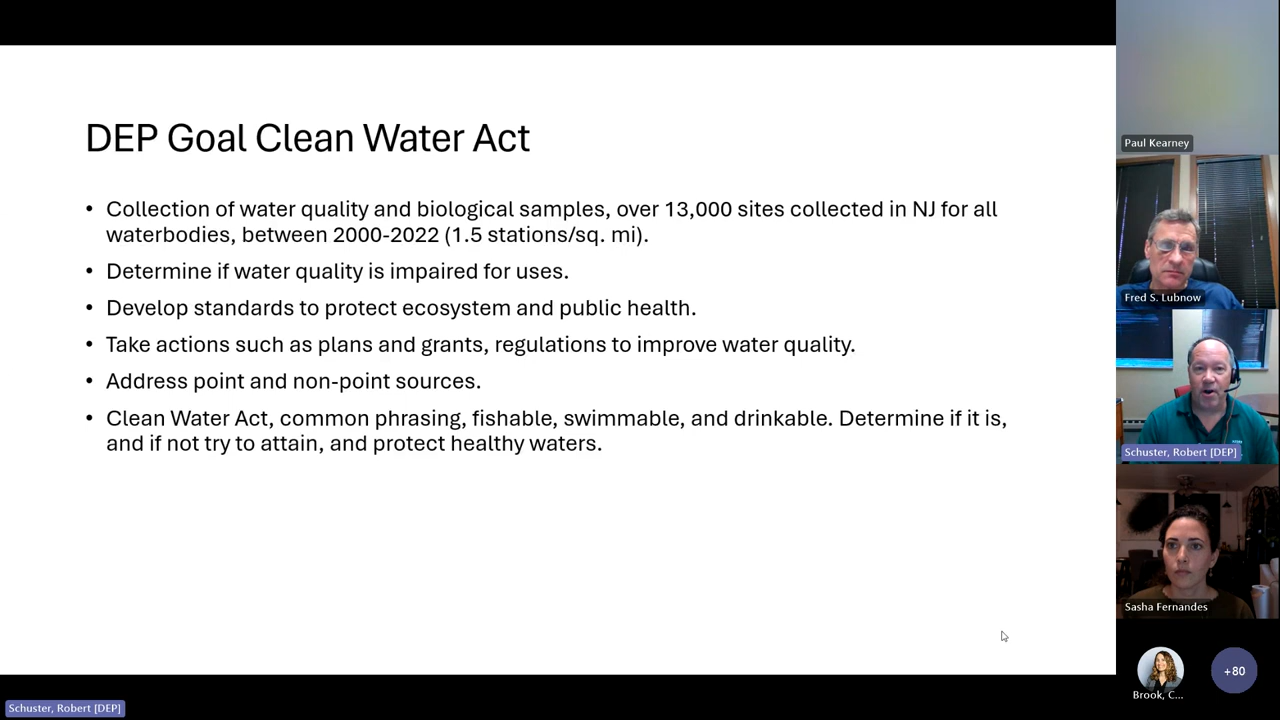 DEP Goal Clean Water Act
• Collection of water quality and biological samples, over 13,000 sites collected in NJ for all
waterbodies, between 2000-2022 (1.5 stations/sq. mi).
• Determine if water quality is impaired for uses.
• Develop standards to protect ecosystem and public health.
• Take actions such as plans and grants, regulations to improve water quality.
• Address point and non-point sources.
• Clean Water Act, common phrasing, fishable, swimmable, and drinkable. Determine if it is,
and if not try to attain, and protect healthy waters.
Paul Kearney
Fred S. Lubnow
Schuster, Robert [DEP]
Sasha Fernandes
Brook, C...
+80
Schuster, Robert [DEP]